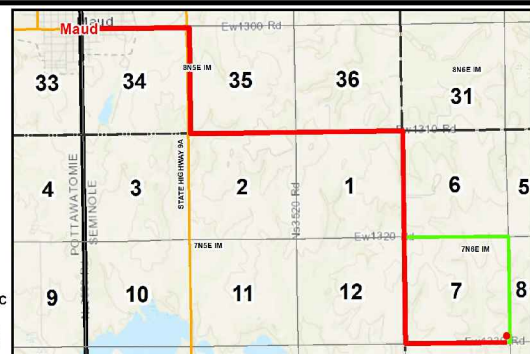 Maud
Maud
Ew1300 Rd
8N5E IM
8N6E IM
33
34
35
36
31
Ew1310 Rd
4
3
2
1
6
5
POTTAWATOMIE
SEMINOLE
STATE HIGHWAY 9A
Ns3520 Rd
Ew1320 Rd
7N5E IM
7N6E IM
9
10
11
12
7
8
C